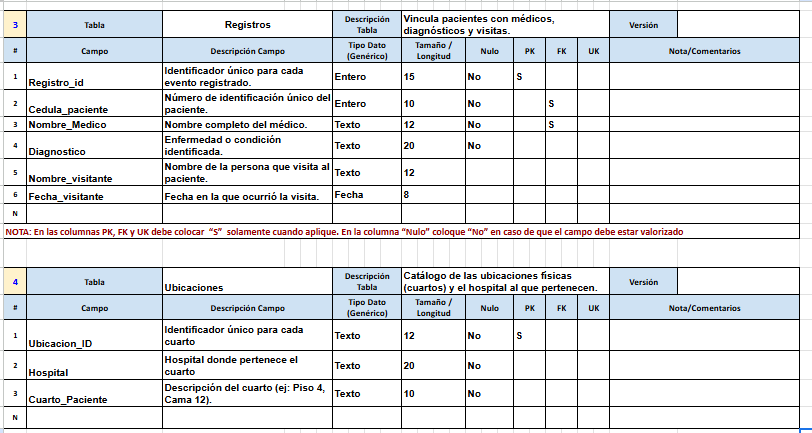 3 Tabla Registros Descripción Tabla Vincula pacientes con médicos, diagnósticos y visitas. Versión
# Campo Descripción Campo Tipo Dato (Genérico) Tamaño / Longitud Nulo PK FK UK Nota/Comentarios
1 Registro_id Identificador único para cada evento registrado. Entero 15 No S
2 Cedula_paciente Número de identificación único del paciente. Entero 10 No S
3 Nombre_Medico Nombre completo del médico. Texto 12 No S
4 Diagnostico Enfermedad o condición identificada. Texto 20 No
5 Nombre_visitante Nombre de la persona que visita al paciente. Texto 12
6 Fecha_visitante Fecha en la que ocurrió la visita. Fecha 8
N
NOTA: En las columnas PK, FK y UK debe colocar “S” solamente cuando aplique. En la columna “Nulo” coloque “No” en caso de que el campo debe estar valorizado
4 Tabla Ubicaciones Descripción Tabla Catálogo de las ubicaciones físicas (cuartos) y el hospital al que pertenecen. Versión
# Campo Descripción Campo Tipo Dato (Genérico) Tamaño / Longitud Nulo PK FK UK Nota/Comentarios
1 Ubicacion_ID Identificador único para cada cuarto Texto 12 No S
2 Hospital Hospital donde pertenece el cuarto Texto 20 No
3 Cuarto_Paciente Descripción del cuarto (ej: Piso 4, Cama 12). Texto 10 No
N